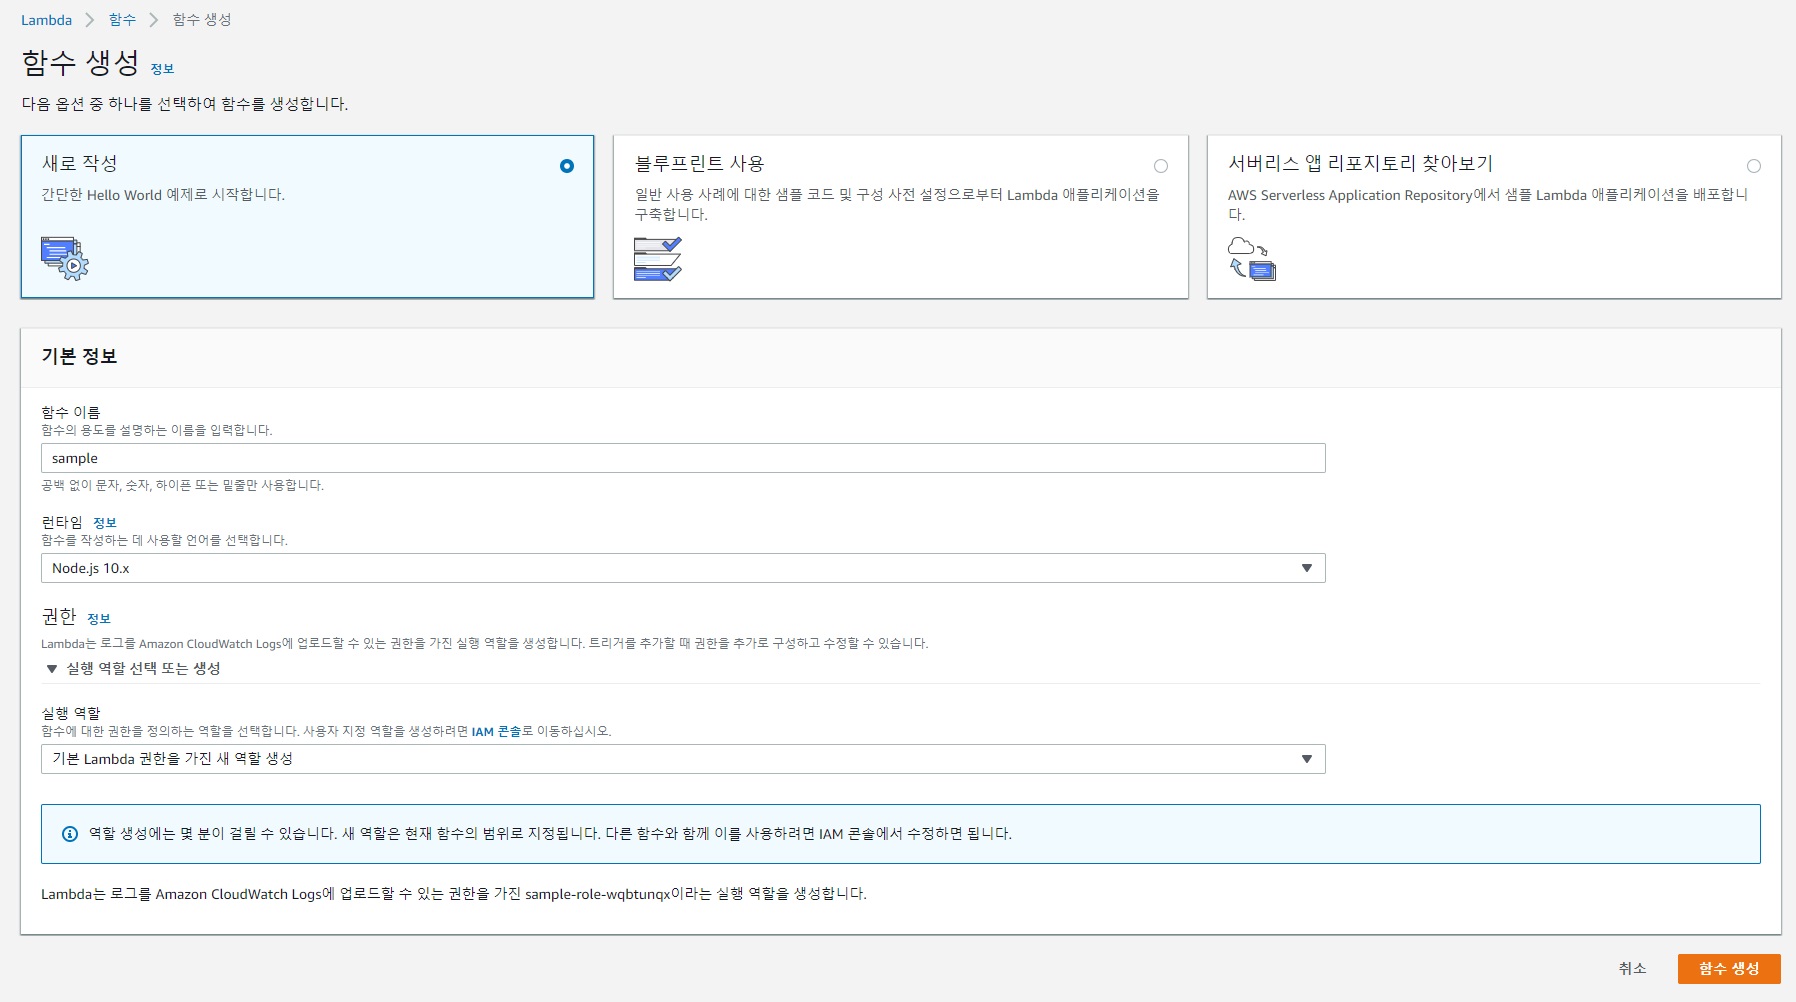 Lambda > 함수 > 함수 생성
함수 생성 정보
다음 옵션 중 하나를 선택하여 함수를 생성합니다.
새로 작성
간단한 Hello World 예제로 시작합니다.
블루프린트 사용
일반 사용 사례에 대한 샘플 코드 및 구성 사전 설정으로부터 Lambda 애플리케이션을
구축합니다.
서버리스 앱 리포지토리 찾아보기
AWS Serverless Application Repository에서 샘플 Lambda 애플리케이션을 배포합니
다.
기본 정보
함수 이름
함수의 용도를 설명하는 이름을 입력합니다.
sample
공백 없이 문자, 숫자, 하이픈 또는 밑줄만 사용합니다.
런타임 정보
함수를 작성하는 데 사용할 언어를 선택합니다.
Node.js 10.x
권한 정보
Lambda는 로그를 Amazon CloudWatch Logs에 업로드할 수 있는 권한을 가진 실행 역할을 생성합니다. 트리거를 추가할 때 권한을 추가로 구성하고 수정할 수 있습니다.
실행 역할 선택 또는 생성
실행 역할
함수에 대한 권한을 정의하는 역할을 선택합니다. 사용자 지정 역할을 생성하려면 IAM 콘솔로 이동하십시오.
기본 Lambda 권한을 가진 새 역할 생성
역할 생성에는 몇 분이 걸릴 수 있습니다. 새 역할은 현재 함수의 범위로 지정됩니다. 다른 함수와 함께 이를 사용하려면 IAM 콘솔에서 수정하면 됩니다.
Lambda는 로그를 Amazon CloudWatch Logs에 업로드할 수 있는 권한을 가진 sample-role-wqbtunqx이라는 실행 역할을 생성합니다.
취소
함수 생성